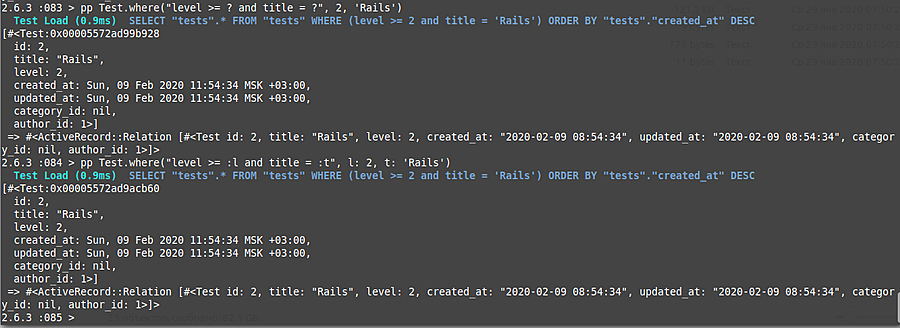 2.6.3 :083 > pp Test.where("level >= ? and title = ?", 2, 'Rails')
  Test Load (0.9ms)  SELECT "tests".* FROM "tests" WHERE (level >= 2 and title = 'Rails') ORDER BY "tests"."created_at" DESC
[#<Test:0x00005572ad99b928
  id: 2,
  title: "Rails",
  level: 2,
  created_at: Sun, 09 Feb 2020 11:54:34 MSK +03:00,
  updated_at: Sun, 09 Feb 2020 11:54:34 MSK +03:00,
  category_id: nil,
  author_id: 1>]
 => #<ActiveRecord::Relation [#<Test id: 2, title: "Rails", level: 2, created_at: "2020-02-09 08:54:34", updated_at: "2020-02-09 08:54:34", categor
y_id: nil, author_id: 1>]>
2.6.3 :084 > pp Test.where("level >= :l and title = :t", l: 2, t: 'Rails')
  Test Load (0.9ms)  SELECT "tests".* FROM "tests" WHERE (level >= 2 and title = 'Rails') ORDER BY "tests"."created_at" DESC
[#<Test:0x00005572ad9acb60
  id: 2,
  title: "Rails",
  level: 2,
  created_at: Sun, 09 Feb 2020 11:54:34 MSK +03:00,
  updated_at: Sun, 09 Feb 2020 11:54:34 MSK +03:00,
  category_id: nil,
  author_id: 1>]
 => #<ActiveRecord::Relation [#<Test id: 2, title: "Rails", level: 2, created_at: "2020-02-09 08:54:34", updated_at: "2020-02-09 08:54:34", categor
y_id: nil, author_id: 1>]>
2.6.3 :085 >